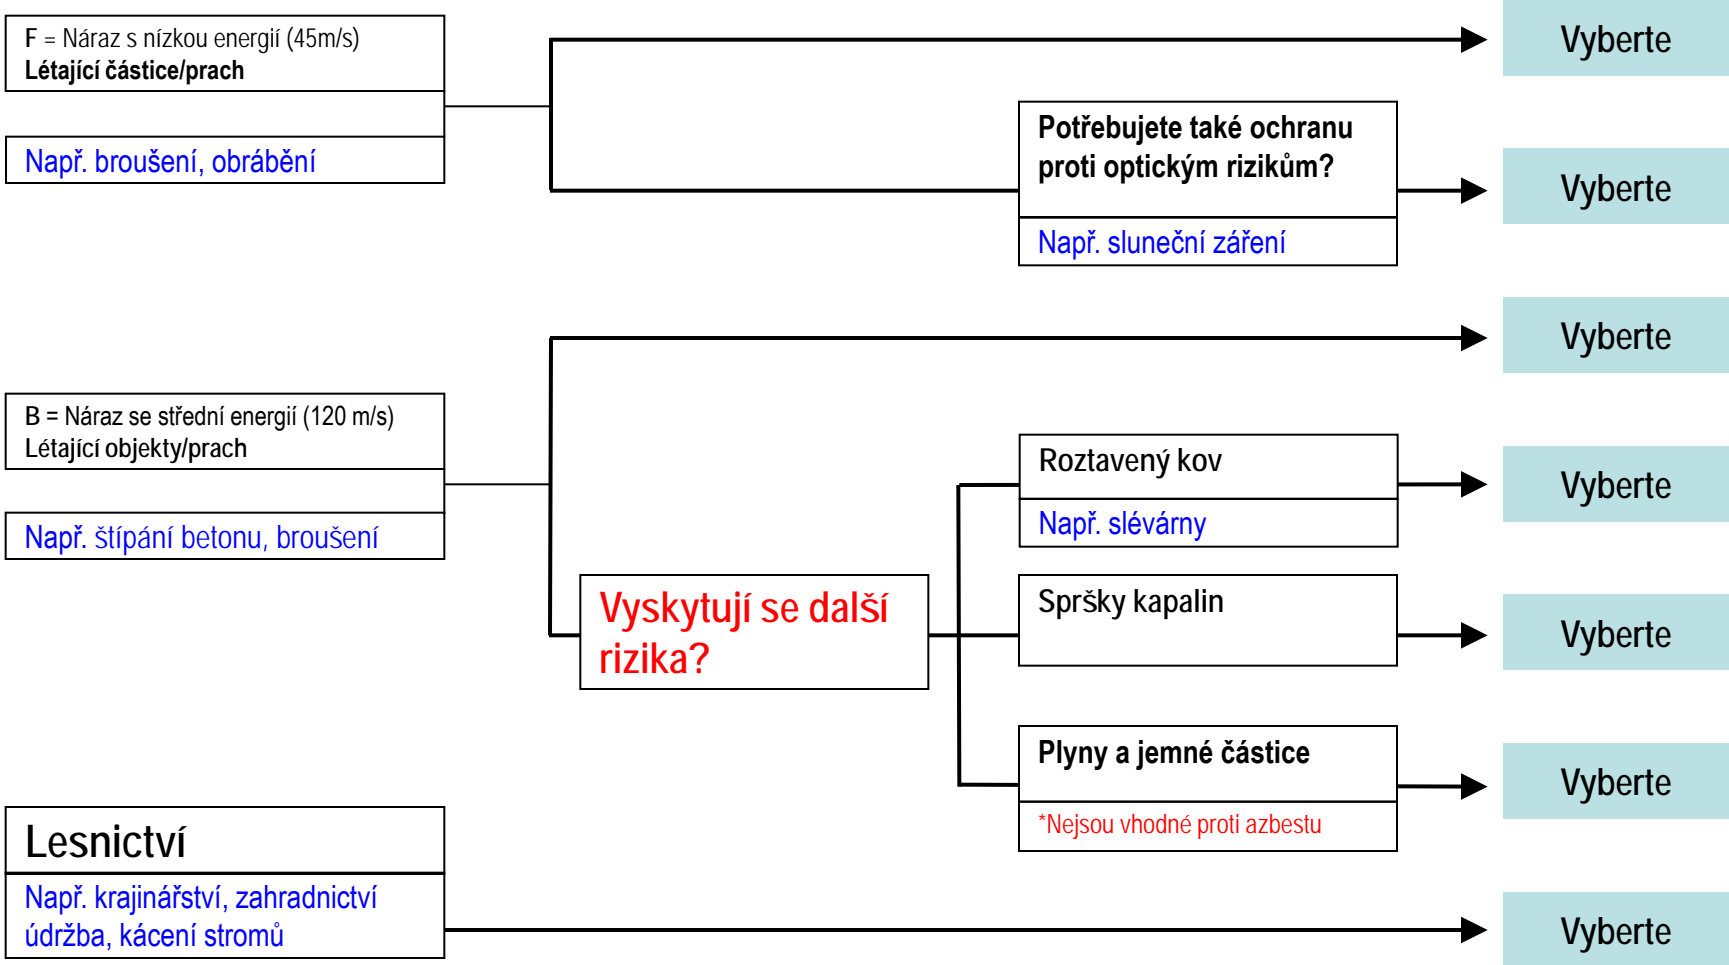 F = Náraz s nízkou energií (45m/s)
Létající částice/prach
Např. broušení, obrábění
Vyberte
Potřebujete také ochranu
proti optickým rizikům?
Např. sluneční záření
Vyberte
Vyberte
B = Náraz se střední energií (120 m/s)
Létající objekty/prach
Např. štípání betonu, broušení
Vyskytují se další
rizika?
Roztavený kov
Např. slévárny
Vyberte
Spršky kapalin
Vyberte
Plyny a jemné částice
*Nejsou vhodné proti azbestu
Vyberte
Lesnictví
Např. krajinářství, zahradnictví
údržba, kácení stromů
Vyberte